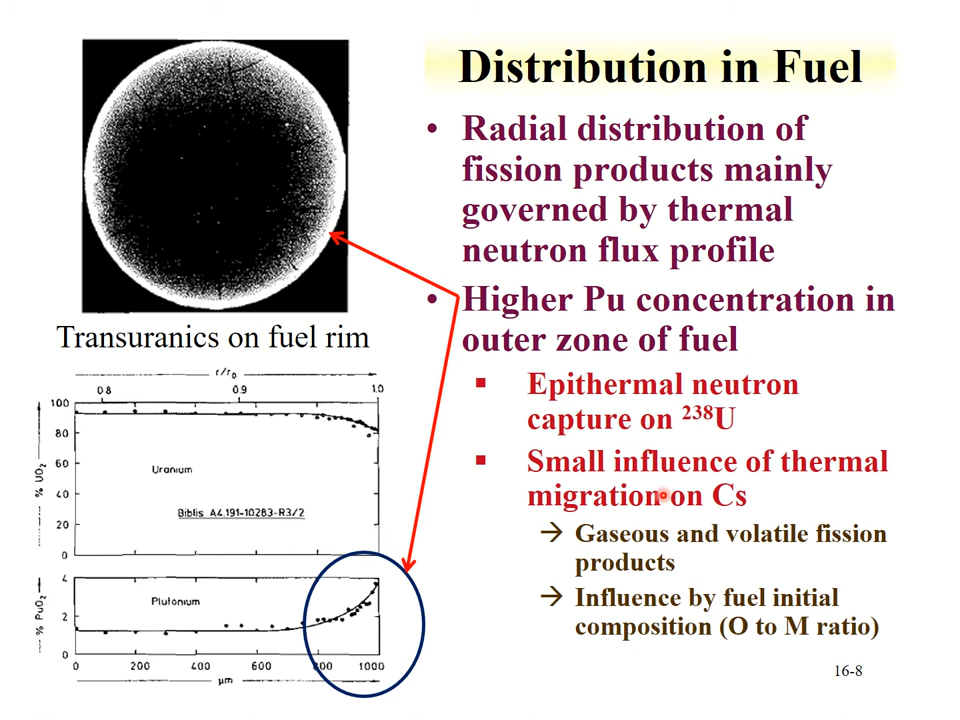 Distribution in Fuel
• Radial distribution of
fission products mainly
governed by thermal
neutron flux profile
• Higher Pu concentration in
outer zone of fuel
▪ Epithermal neutron
capture on ²³⁸U
▪ Small influence of thermal
migration on Cs
→ Gaseous and volatile fission
products
→ Influence by fuel initial
composition (O to M ratio)
16-8
Transuranics on fuel rim
r/r₀
0.8 0.9 1.0
% UO₂
100
80
60
40
20
0
Uranium
Biblis A4.191-10283-R3/2
% PuO₂
4
2
0
Plutonium
0 200 400 600 800 1000
µm